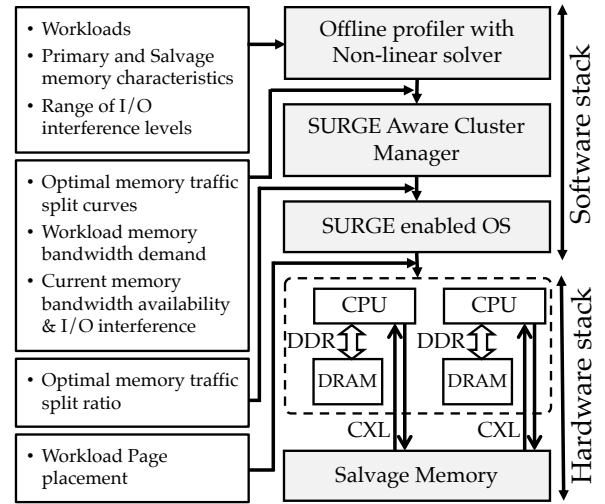 • Workloads
• Primary and Salvage
memory characteristics
• Range of I/O
interference levels
Offline profiler with
Non-linear solver
SURGE Aware Cluster
Manager
• Optimal memory traffic
split curves
• Workload memory
bandwidth demand
• Current memory
bandwidth availability
& I/O interference
SURGE enabled OS
Software stack
CPU
CPU
DDR
DDR
DRAM
DRAM
• Optimal memory traffic
split ratio
CXL
CXL
• Workload Page
placement
Salvage Memory
Hardware stack